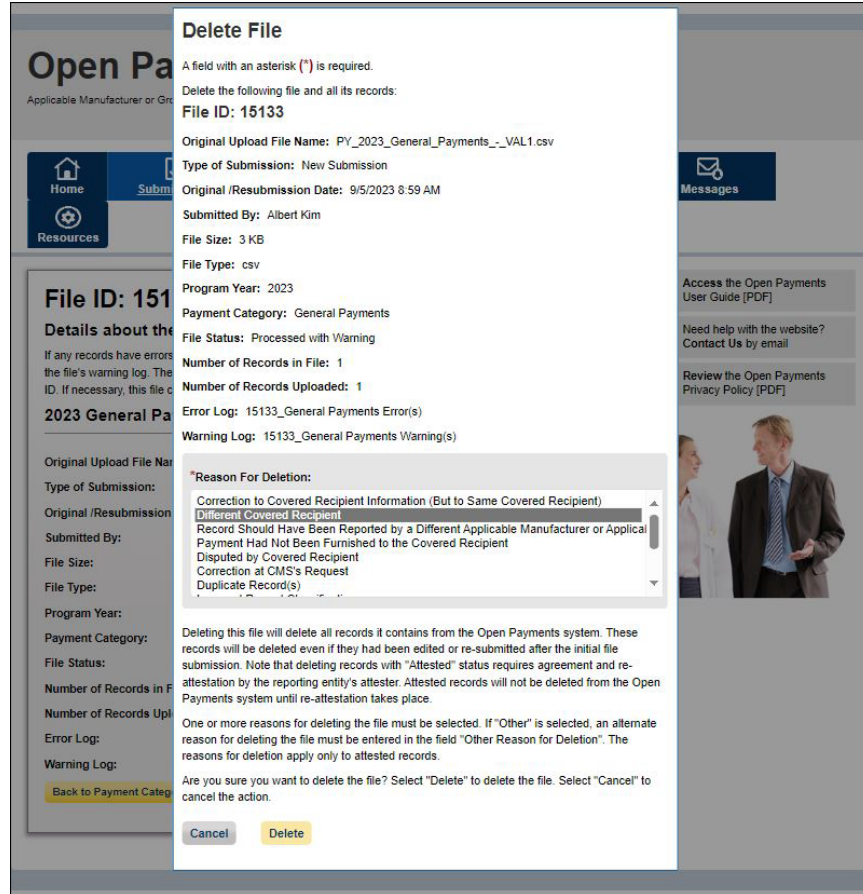 Open Pa
Applicable Manufacturer or Gro
Home
Submi
Messages
Resources
File ID: 151
Details about the
If any records have errors
the file's warning log. The
ID. If necessary, this file c
2023 General Pa
Original Upload File Nam
Type of Submission:
Original /Resubmission
Submitted By:
File Size:
File Type:
Program Year:
Payment Category:
File Status:
Number of Records in F
Number of Records Upl
Error Log:
Warning Log:
Back to Payment Categ
Delete File
A field with an asterisk (*) is required.
Delete the following file and all its records:
File ID: 15133
Original Upload File Name: PY_2023_General_Payments_-_VAL1.csv
Type of Submission: New Submission
Original /Resubmission Date: 9/5/2023 8:59 AM
Submitted By: Albert Kim
File Size: 3 KB
File Type: csv
Program Year: 2023
Payment Category: General Payments
File Status: Processed with Warning
Number of Records in File: 1
Number of Records Uploaded: 1
Error Log: 15133_General Payments Error(s)
Warning Log: 15133_General Payments Warning(s)
*Reason For Deletion:
Correction to Covered Recipient Information (But to Same Covered Recipient)
Different Covered Recipient
Record Should Have Been Reported by a Different Applicable Manufacturer or Applical
Payment Had Not Been Furnished to the Covered Recipient
Disputed by Covered Recipient
Correction at CMS's Request
Duplicate Record(s)
Deleting this file will delete all records it contains from the Open Payments system. These
records will be deleted even if they had been edited or re-submitted after the initial file
submission. Note that deleting records with "Attested" status requires agreement and re-
attestation by the reporting entity's attester. Attested records will not be deleted from the Open
Payments system until re-attestation takes place.
One or more reasons for deleting the file must be selected. If "Other" is selected, an alternate
reason for deleting the file must be entered in the field "Other Reason for Deletion". The
reasons for deletion apply only to attested records.
Are you sure you want to delete the file? Select "Delete" to delete the file. Select "Cancel" to
cancel the action.
Cancel
Delete
Access the Open Payments
User Guide [PDF]
Need help with the website?
Contact Us by email
Review the Open Payments
Privacy Policy [PDF]